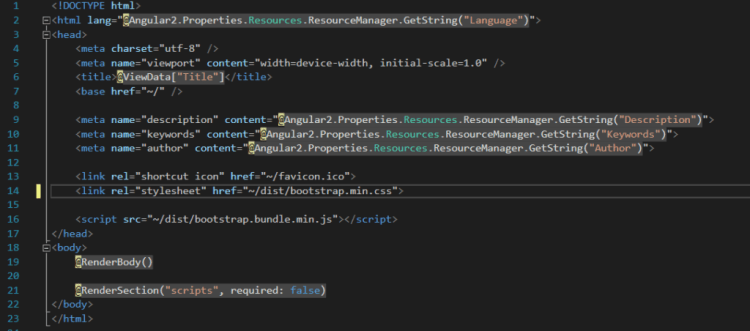 1 <!DOCTYPE html>
2 <html lang="@Angular2.Properties.Resources.ResourceManager.GetString("Language")">
3 <head>
4 <meta charset="utf-8" />
5 <meta name="viewport" content="width=device-width, initial-scale=1.0" />
6 <title>@ViewData["Title"]</title>
7 <base href="~/" />
8
9 <meta name="description" content="@Angular2.Properties.Resources.ResourceManager.GetString("Description")">
10 <meta name="keywords" content="@Angular2.Properties.Resources.ResourceManager.GetString("Keywords")">
11 <meta name="author" content="@Angular2.Properties.Resources.ResourceManager.GetString("Author")">
12
13 <link rel="shortcut icon" href="~/favicon.ico">
14 <link rel="stylesheet" href="~/dist/bootstrap.min.css">
15
16 <script src="~/dist/bootstrap.bundle.min.js"></script>
17 </head>
18 <body>
19 @RenderBody()
20
21 @RenderSection("scripts", required: false)
22 </body>
23 </html>